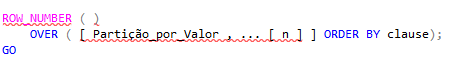 ROW_NUMBER ( )
OVER ( [ Partição_por_Valor , ... [ n ] ] ORDER BY clause);
GO